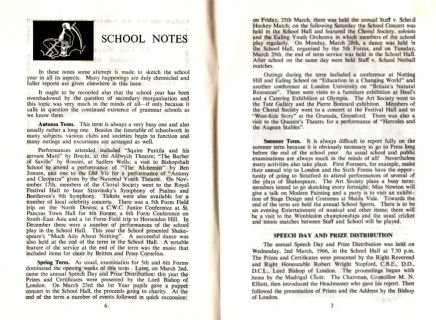 SCHOOL NOTES
In these notes some attempt is made to sketch the school
year in all its aspects. Many happenings are duly chronicled and
fuller reports are given elsewhere in this issue.
It ought to be recorded also that the school year has been
overshadowed by the question of secondary reorganisation and
this topic was very much in the minds of all—if only because it
calls in question the continued existence of grammar schools as
we know them.
Autumn Term. This term is always a very busy one and also
usually rather a long one. Besides the timetable of schoolwork in
many subjects, various clubs and societies begin to function and
many outings and excursions are arranged as well.
Performances attended included "Squire Puntila and his
servant Matti" by Brecht, at the Aldwych Theatre; "The Barber
of Seville" by Rossini, at Sadlers Wells; a visit to Bishopshalt
School to attend a performance of "The Alchemist" by Ben
Jonson, and one to the Old Vic for a performance of "Antony
and Cleopatra" given by the National Youth Theatre. On Nov-
ember 17th, members of the Choral Society went to the Royal
Festival Hall to hear Stravinsky's Symphony of Psalms and
Beethoven's 9th Symphony. Tickets were also available for a
number of local celebrity concerts. There was a 5th Form Field
trip on the North Downs; a C.W.C. Junior Conference at St.
Pancras Town Hall for 4th Forms; a 6th Form Conference on
South-East Asia and a 1st Form Field trip to Horsenden Hill. In
December there were a number of performances of the school
play in the School Hall. This year the School presented Shake-
speare's "Much Ado About Nothing". A successful dance was
also held at the end of the term in the School Hall. A notable
feature of the service at the end of the term was the music that
included items for choir by Britten and Peter Cornelius.
Spring Term. As usual, examinations for 5th and 6th Forms
dominated the opening weeks of this term. Later, on March 2nd,
came the annual Speech Day and Prize Distribution; this year the
Prizes and Certificates were presented by the Lord Bishop of
London. On March 23rd the 1st Year pupils gave a puppet
concert in the School Hall, the proceeds going to charity. At the
end of the term a number of events followed in quick succession:
6
on Friday, 25th March, there was held the annual Staff v. School
Hockey Match; on the following Saturday the School Concert was
held in the School Hall and featured the Choral Society, soloists
and the Ealing Youth Orchestra in which members of the school
play regularly. On Monday, March 28th, a dance was held in
the School Hall, organised by the 5th Forms, and on Tuesday,
March 29th, the end of term service was held in the School Hall.
After school on the same day were held Staff v. School Netball
matches.
Outings during the term included a conference at Notting
Hill and Ealing School on "Education in a Changing World" and
another conference at London University on "Britain's Natural
Resources". There were visits to a furniture exhibition at Heal's
and a Catering Exhibition at Olympia. The Art Society went to
the Tate Gallery and the Pierre Bonnard exhibition. Members of
the Choral Society went to a concert at the Festival Hall and to
"West-Side Story" at the Granada, Greenford. There was also a
visit to the Questor's Theatre for a performance of "Hercules and
the Augean Stables".
Summer Term. It is always difficult to report fully on the
summer term because it is obviously necessary to go to Press long
before the end of the school year. As usual school and public
examinations are always much in the minds of all! Nevertheless
many activities also take place. First Formers, for example, make
their annual trip to London and the Sixth Forms have the oppor-
tunity of going to Stratford to attend performances of several of
the plays of Shakespeare. The Art Society plans to increase the
numbers intend to do sketching every fortnight; Miss Newton will
give a talk on Modern Painting and a party is to visit an exhibi-
tion of Stage Design and Costumes at Maida Vale. Towards the
end of the term are held the annual School Sports. There is to be
an evening Entertainment of musical and other items; there will
be a visit to the Wimbledon championships and the usual cricket
and tennis matches between Staff and School will be played.
SPEECH DAY AND PRIZE DISTRIBUTION
The annual Speech Day and Prize Distribution was held on
Wednesday, 2nd March, 1966, in the School Hall at 7.30 p.m.
The Prizes and Certificates were presented by the Right Reverend
and Right Honourable Robert Wright Stopford, C.B.E., D.D.,
D.C.L., Lord Bishop of London. The proceedings began with
items by the Madrigal Choir. The Chairman, Councillor M. N.
Elliott, then introduced the Headmaster who gave his report. Then
followed the presentation of Prizes and the Address by the Bishop
of London.
7